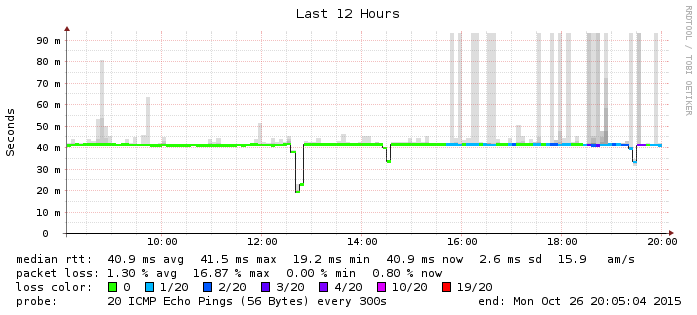 Last 12 Hours
RRDTOOL / TOBI OETIKER
Seconds
90 m
80 m
70 m
60 m
50 m
40 m
30 m
20 m
10 m
0
10:00 12:00 14:00 16:00 18:00 20:00
median rtt: 40.9 ms avg 41.5 ms max 19.2 ms min 40.9 ms now 2.6 ms sd 15.9 am/s
packet loss: 1.30 % avg 16.87 % max 0.00 % min 0.80 % now
loss color: 0 1/20 2/20 3/20 4/20 10/20 19/20
probe: 20 ICMP Echo Pings (56 Bytes) every 300s end: Mon Oct 26 20:05:04 2015